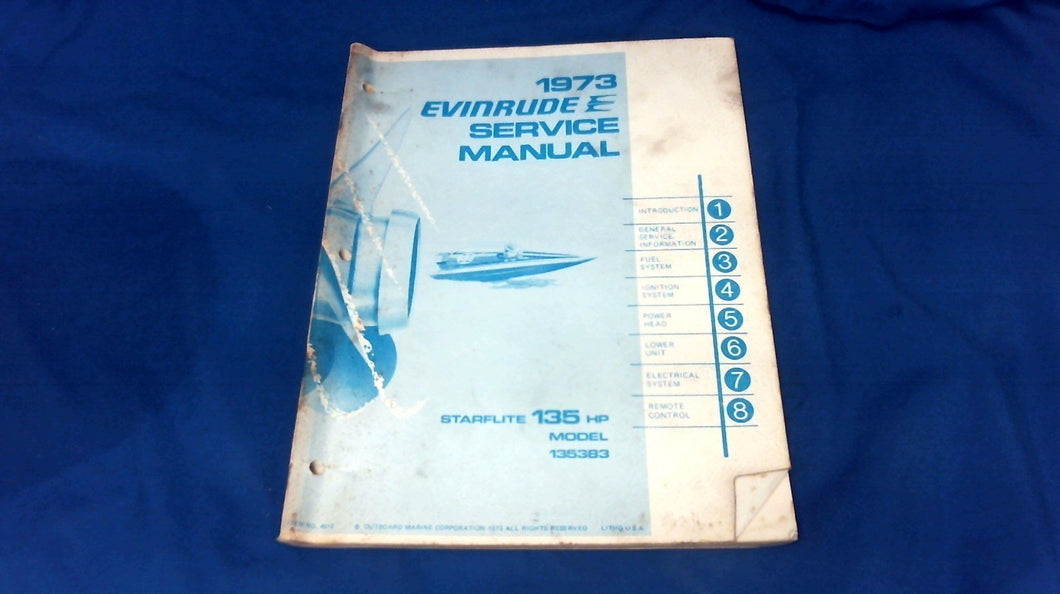 1973
EVINRUDE E
SERVICE
MANUAL
INTRODUCTION 1
GENERAL
SERVICE
INFORMATION 2
FUEL
SYSTEM 3
IGNITION
SYSTEM 4
POWER
HEAD 5
LOWER
UNIT 6
ELECTRICAL
SYSTEM 7
REMOTE
CONTROL 8
STARFLITE 135 HP
MODEL
135383
NO.
© OUTBOARD MARINE CORPORATION 1972 ALL RIGHTS RESERVED
LITHO U.S.A.